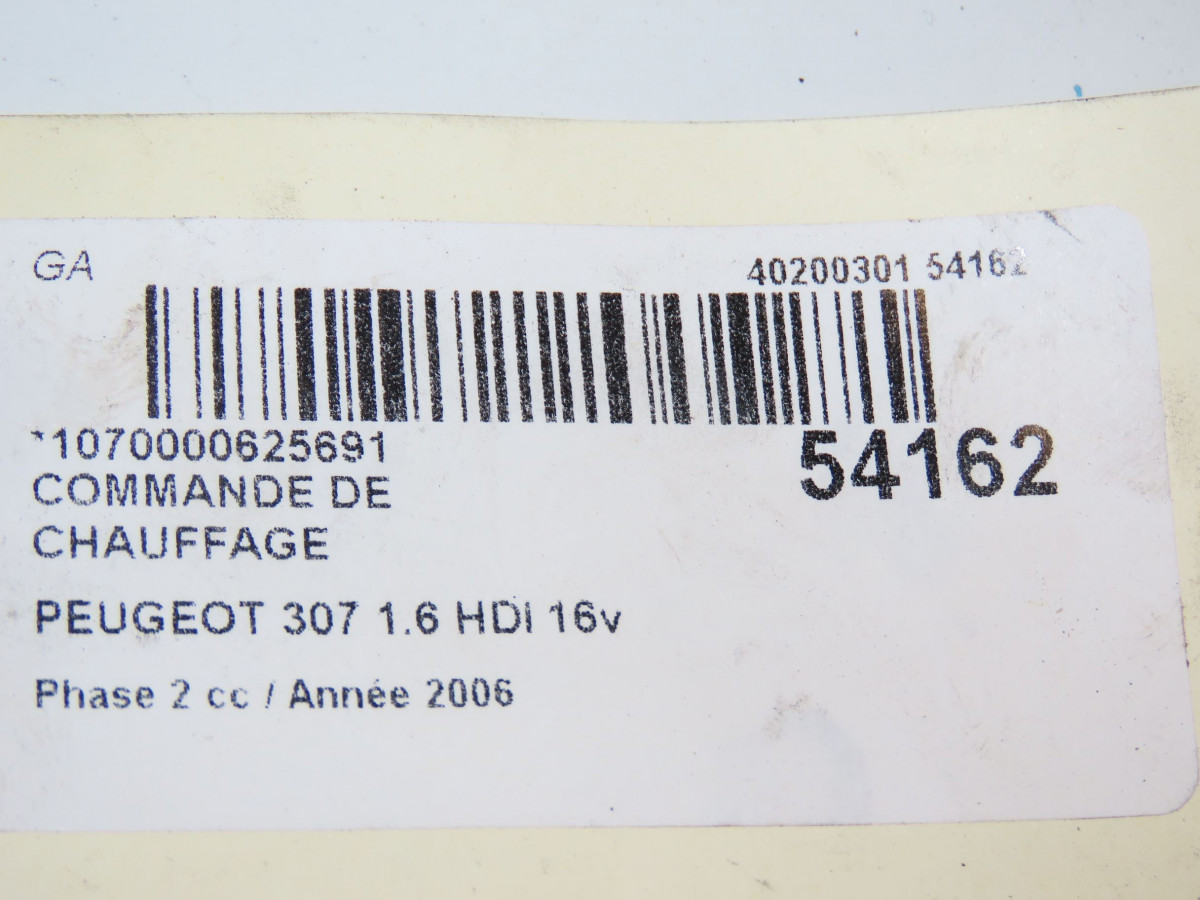 GA
40200301 54162
*1070000625691
54162
COMMANDE DE
CHAUFFAGE
PEUGEOT 307 1.6 HDI 16v
Phase 2 cc / Année 2006